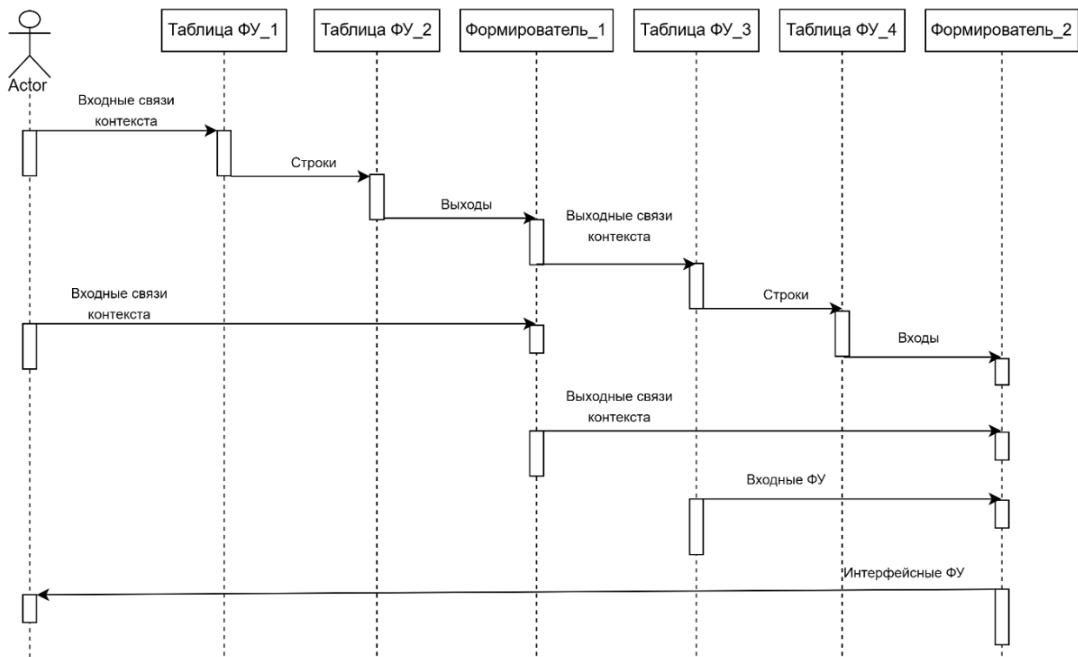 Таблица ФУ_1
Таблица ФУ_2
Формирователь_1
Таблица ФУ_3
Таблица ФУ_4
Формирователь_2
Actor
Входные связи
контекста
Строки
Выходы
Выходные связи
контекста
Входные связи
контекста
Строки
Входы
Выходные связи
контекста
Входные ФУ
Интерфейсные ФУ